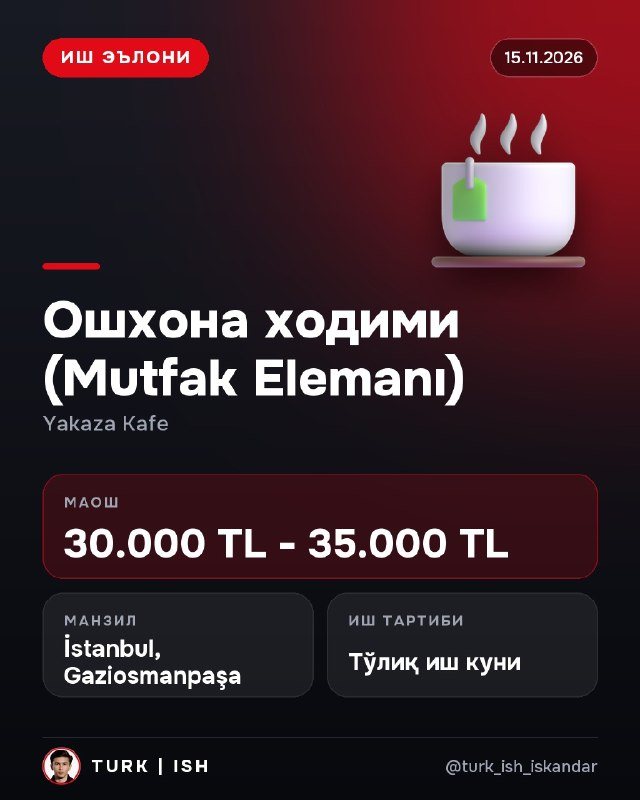 ИШ ЭЪЛОНИ
15.11.2026
Ошхона ходими
(Mutfak Elemanı)
Yakaza Kafe
МАОШ
30.000 TL - 35.000 TL
МАНЗИЛ
İstanbul,
Gaziosmanpaşa
ИШ ТАРТИБИ
Тўлиқ иш куни
TURK | ISH
@turk_ish_iskandar